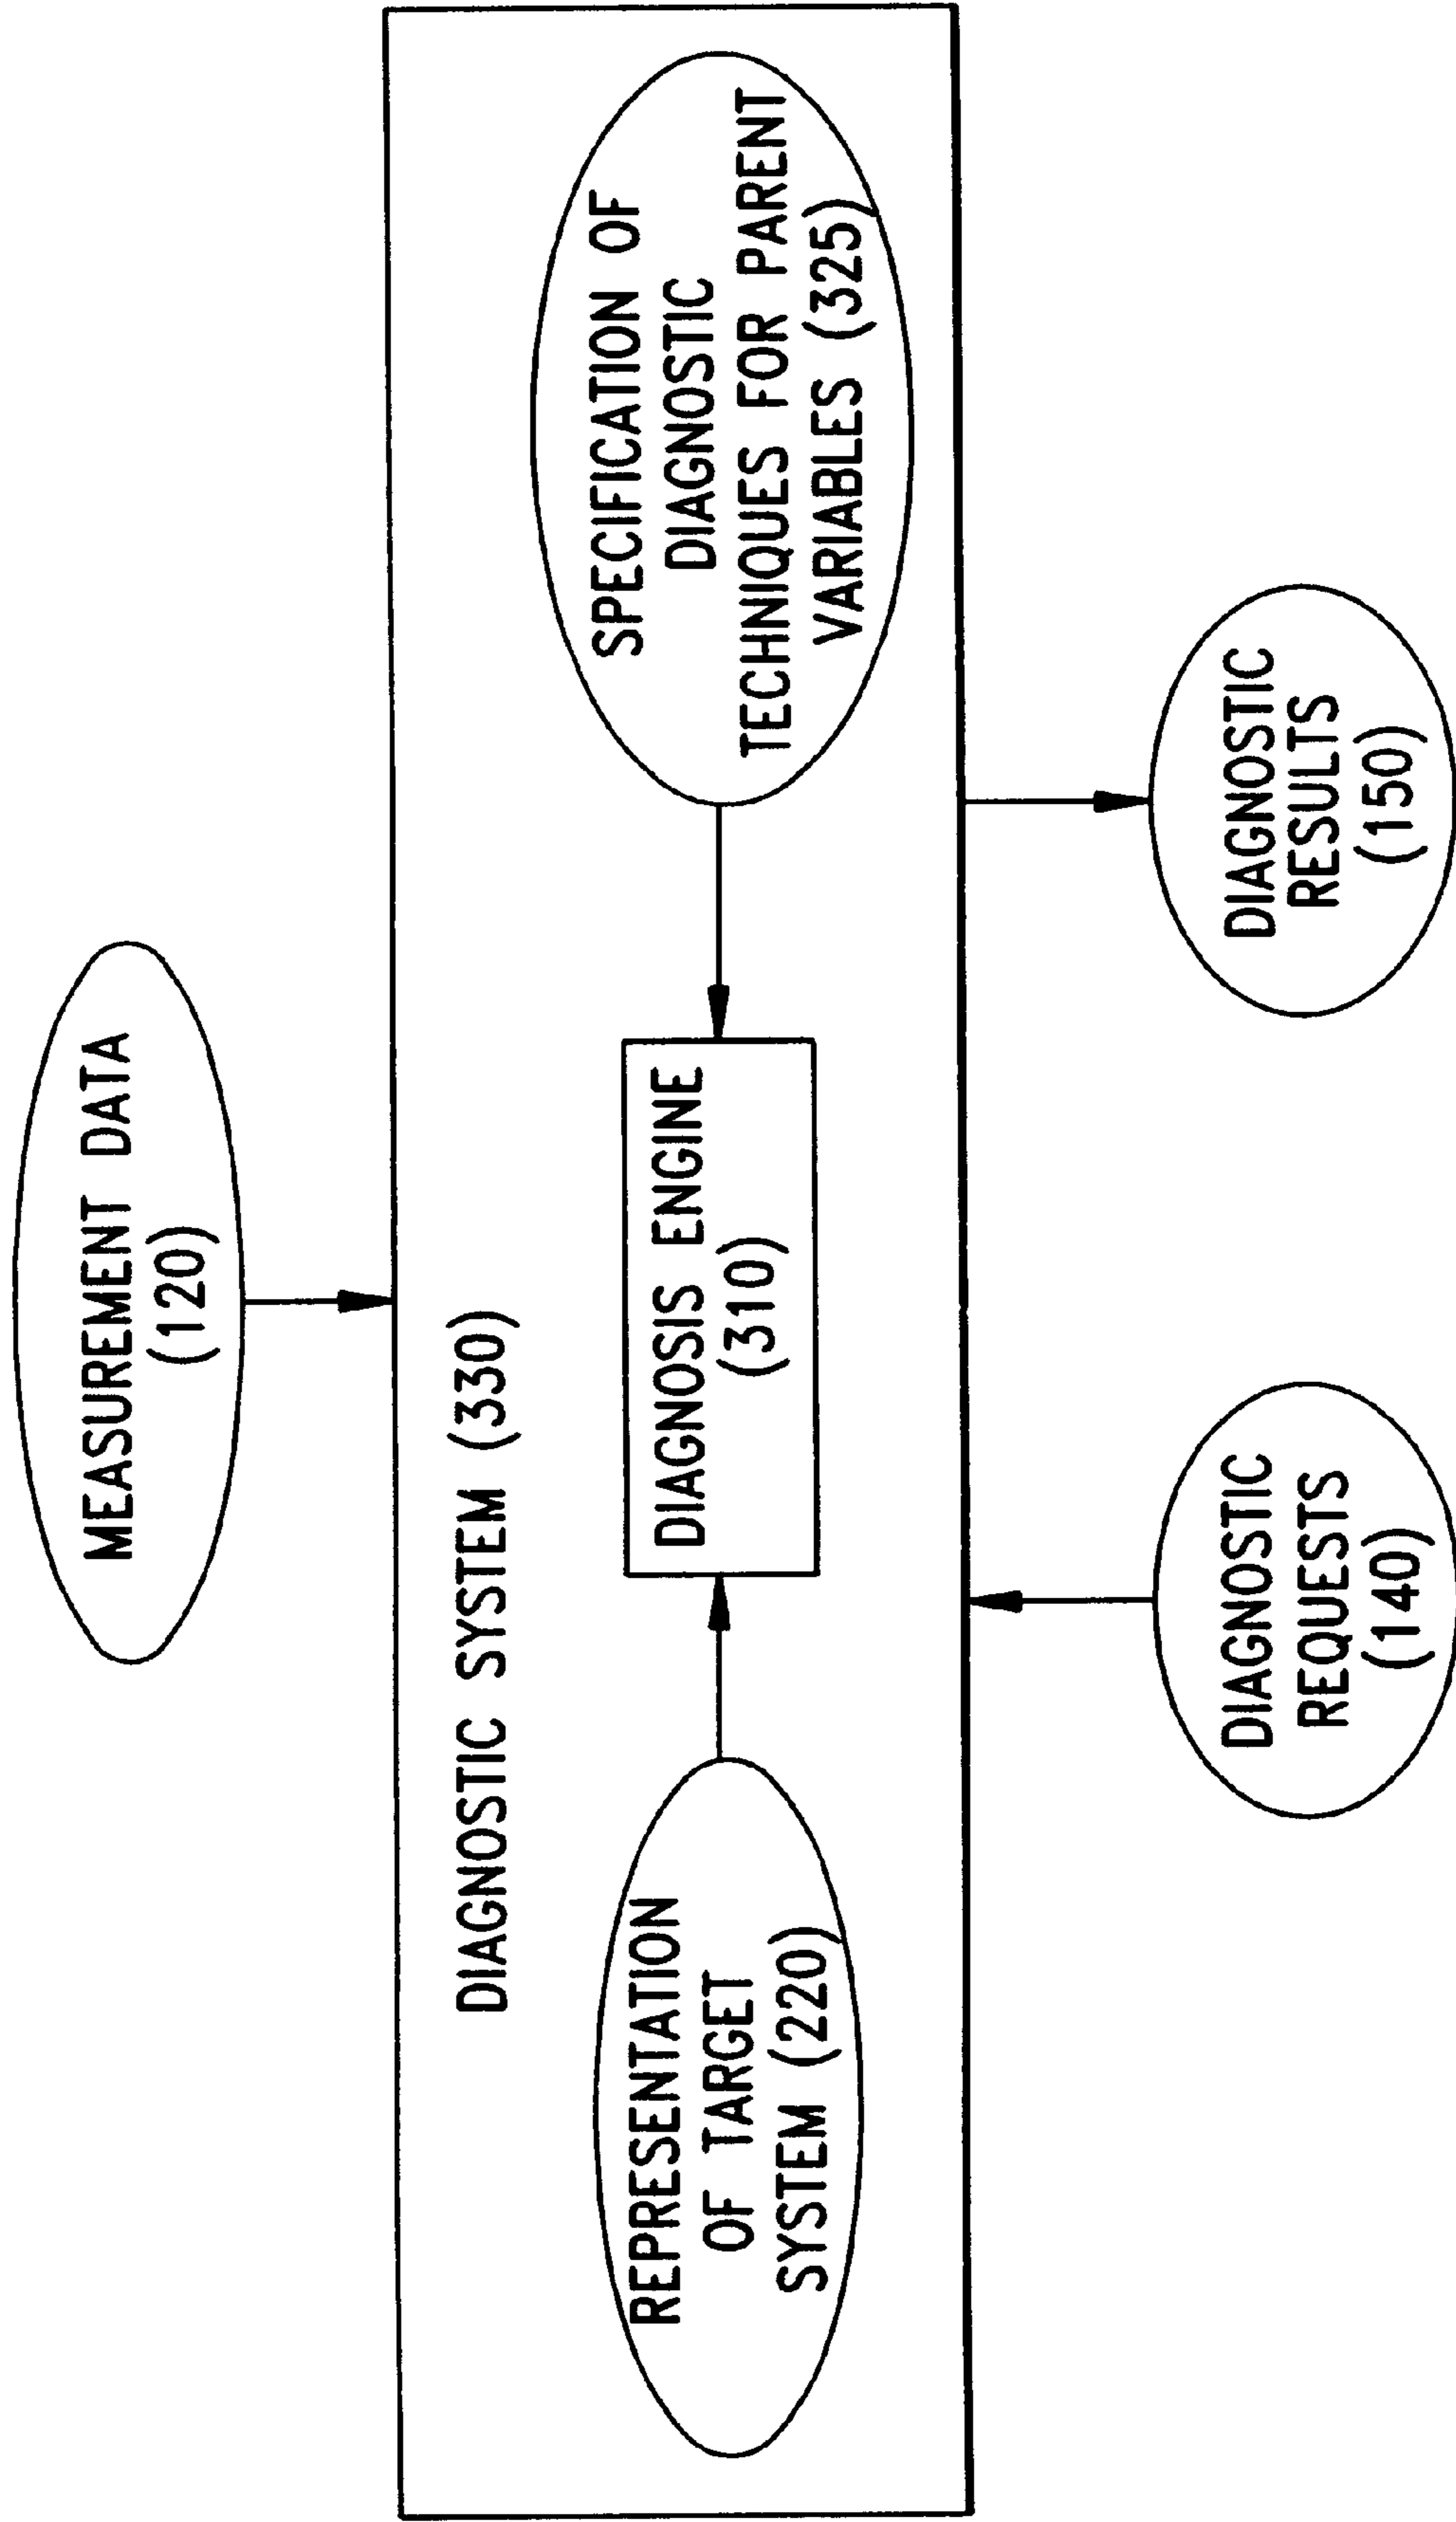 MEASUREMENT DATA
(120)
DIAGNOSTIC SYSTEM (330)
REPRESENTATION
OF TARGET
SYSTEM (220)
DIAGNOSIS ENGINE
(310)
SPECIFICATION OF
DIAGNOSTIC
TECHNIQUES FOR PARENT
VARIABLES (325)
DIAGNOSTIC
REQUESTS
(140)
DIAGNOSTIC
RESULTS
(150)